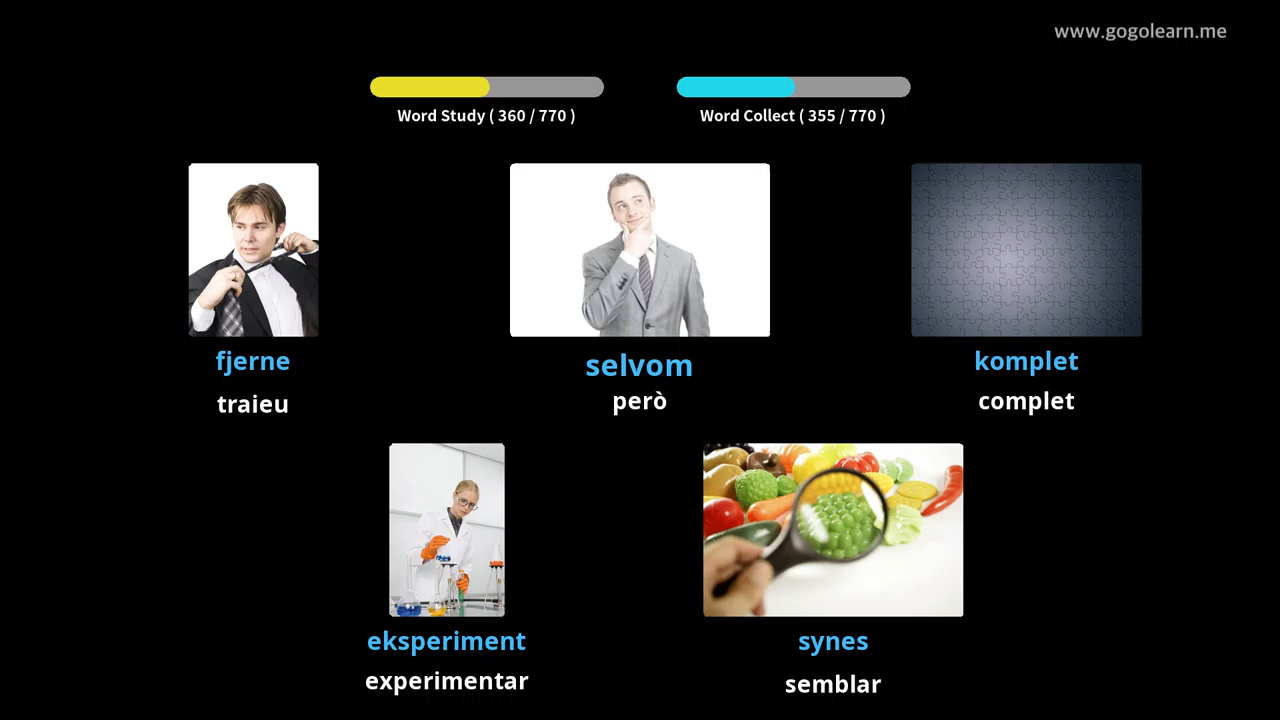 www.gogolearn.me
Word Study ( 360 / 770 )
Word Collect ( 355 / 770 )
fjerne
traieu
selvom
però
komplet
complet
eksperiment
experimentar
synes
semblar